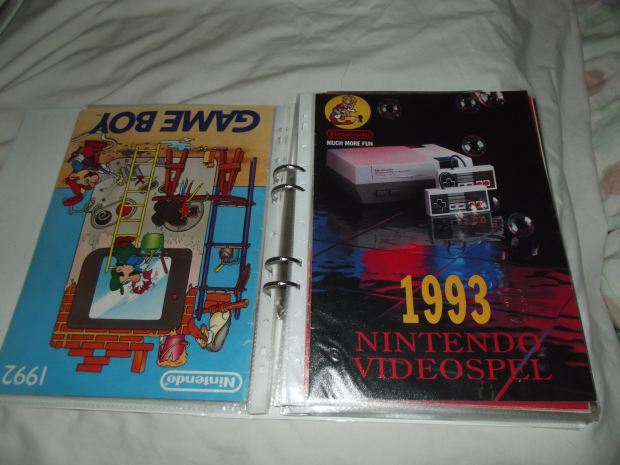 GAME BOY
Nintendo
1992
Nintendo
MUCH MORE FUN
1993
NINTENDO
VIDEOSPEL